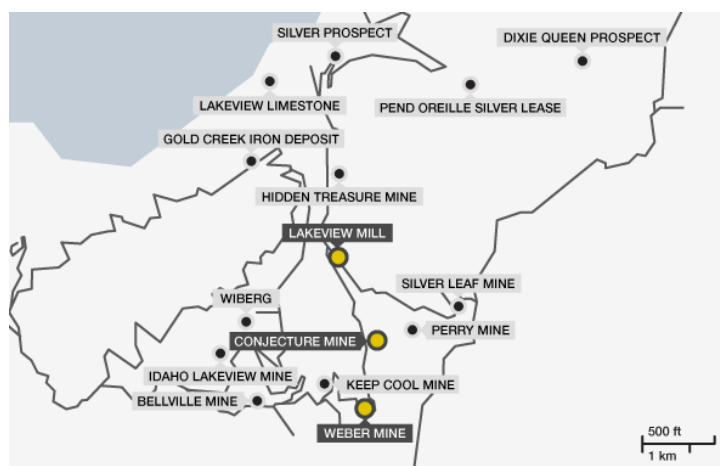 SILVER PROSPECT
DIXIE QUEEN PROSPECT
LAKEVIEW LIMESTONE
PEND OREILLE SILVER LEASE
GOLD CREEK IRON DEPOSIT
HIDDEN TREASURE MINE
LAKEVIEW MILL
SILVER LEAF MINE
WIBERG
PERRY MINE
CONJECTURE MINE
IDAHO LAKEVIEW MINE
KEEP COOL MINE
BELLVILLE MINE
WEBER MINE
500 ft
1 km